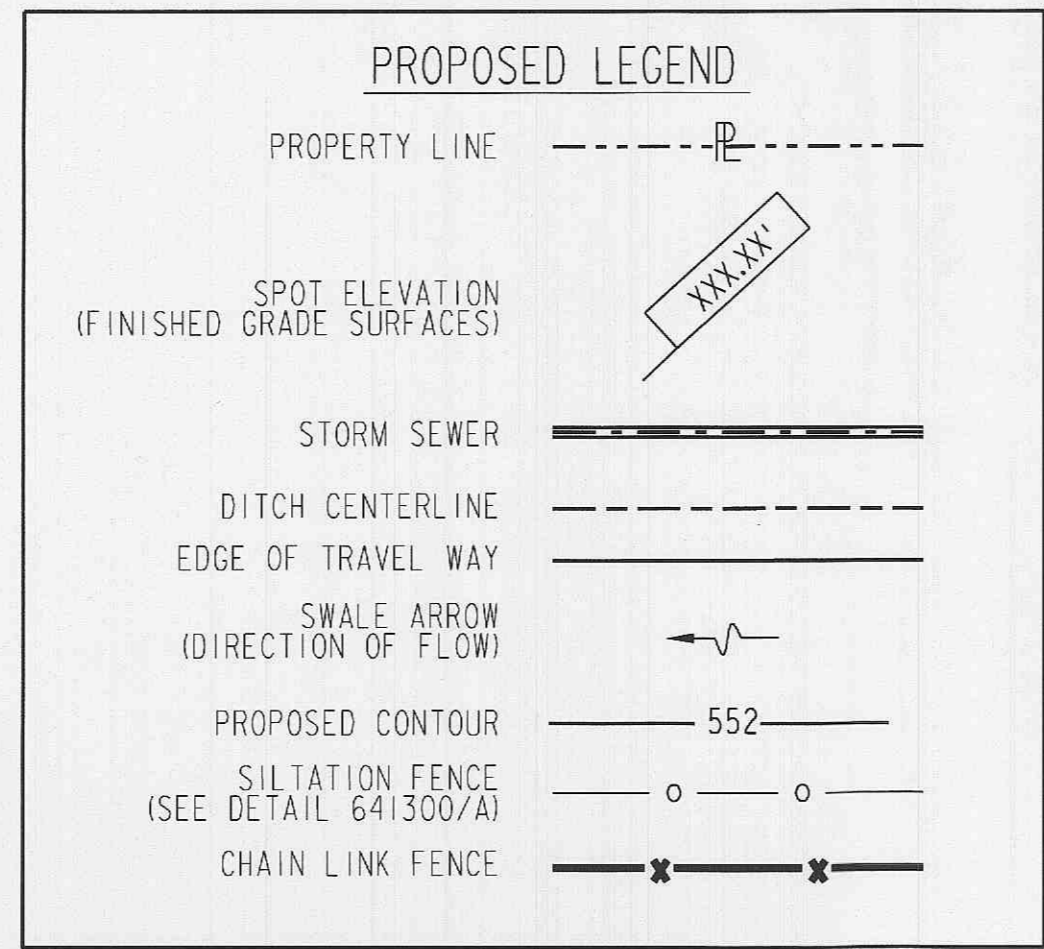 PROPOSED LEGEND
PROPERTY LINE PL
XXX.XX'
SPOT ELEVATION
(FINISHED GRADE SURFACES)
STORM SEWER
DITCH CENTERLINE
EDGE OF TRAVEL WAY
SWALE ARROW
(DIRECTION OF FLOW)
PROPOSED CONTOUR 552
SILTATION FENCE
(SEE DETAIL 641300/A) O O
CHAIN LINK FENCE X X